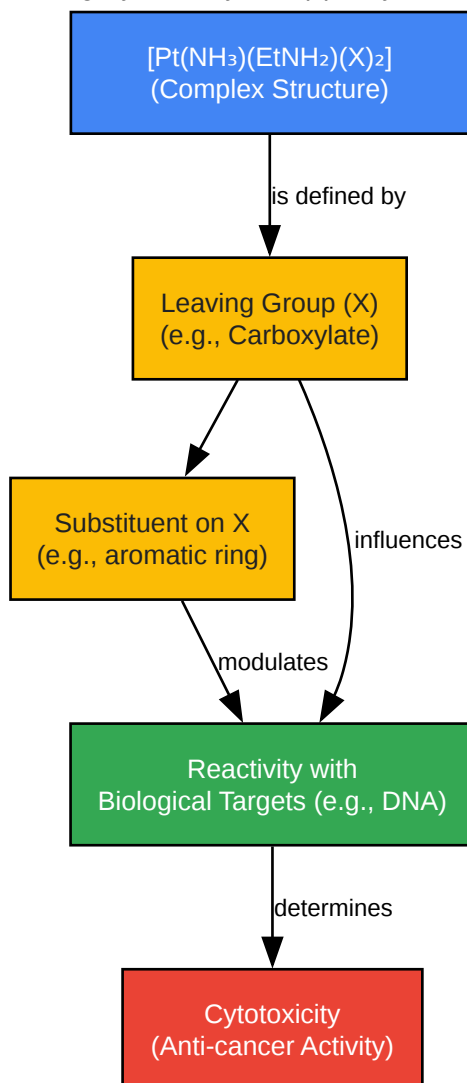 [Pt(NH₃)(EtNH₂)(X)₂]
(Complex Structure)
is defined by
Leaving Group (X)
(e.g., Carboxylate)
Substituent on X
(e.g., aromatic ring)
influences
modulates
Reactivity with
Biological Targets (e.g., DNA)
determines
Cytotoxicity
(Anti-cancer Activity)